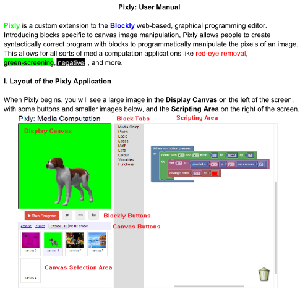 Pixly: User Manual
Pixly is a custom extension to the Blockly web-based, graphical programming editor.
Introducing blocks specific to canvas image manipulation, Pixly allows people to create
syntactically correct program with blocks to programmatically manipulate the pixels of an image.
This allows for all sorts of media computation applications like red-eye removal,
green-screening, negative, and more.
I. Layout of the Pixly Application
When Pixly begins, you will see a large image in the Display Canvas on the left of the screen
with some buttons and smaller images below, and the Scripting Area on the right of the screen.
Pixly: Media Computation
Block Tabs
Scripting Area
Display Canvas
Blockly Buttons
Canvas Buttons
Canvas Selection Area